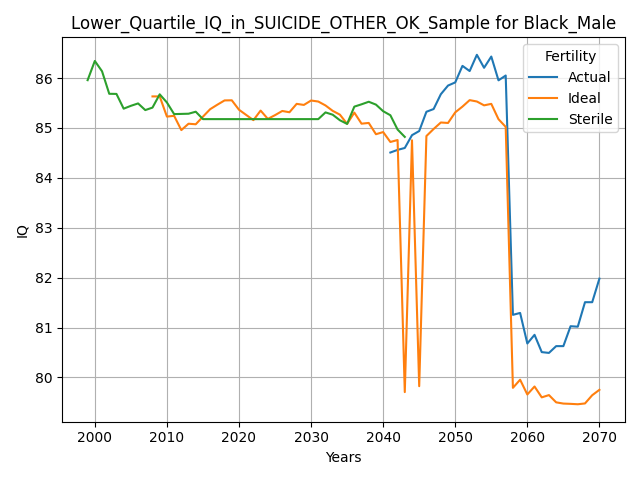 Lower_Quartile_IQ_in_SUICIDE_OTHER_OK_Sample for Black_Male
Fertility
Actual
Ideal
Sterile
IQ
86
85
84
83
82
81
80
2000 2010 2020 2030 2040 2050 2060 2070
Years